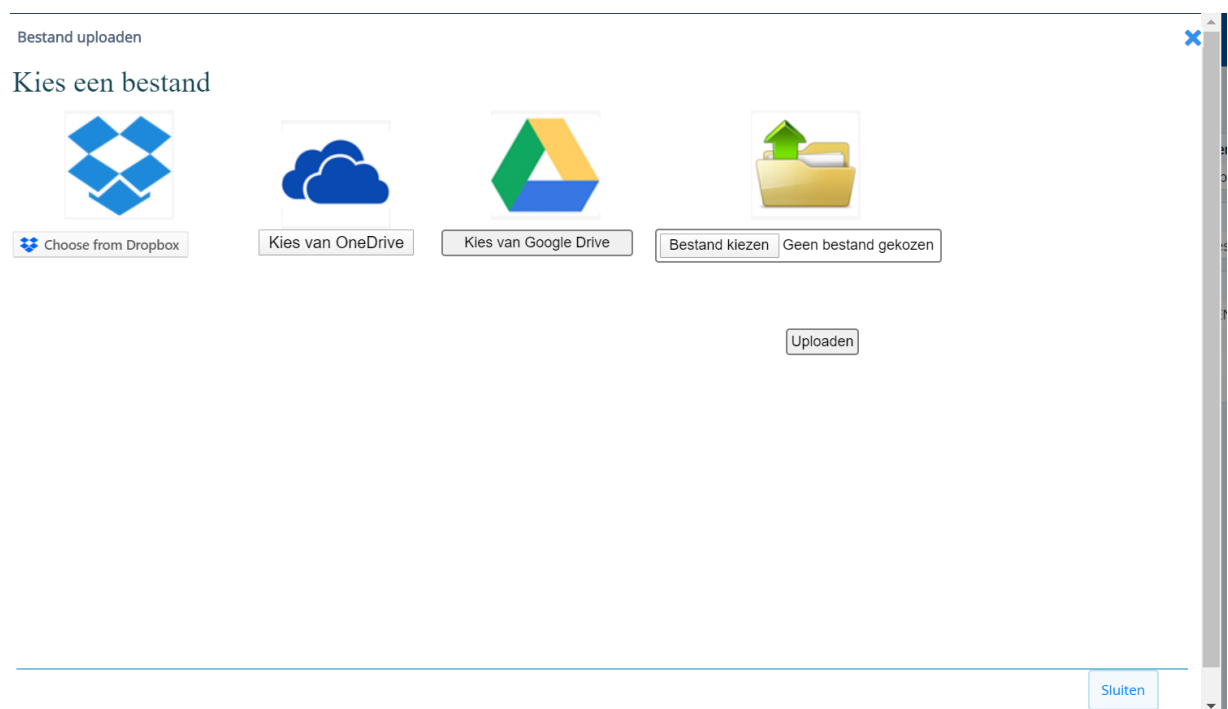 Bestand uploaden
Kies een bestand
Choose from Dropbox
Kies van OneDrive
Kies van Google Drive
Bestand kiezen Geen bestand gekozen
Uploaden
Sluiten